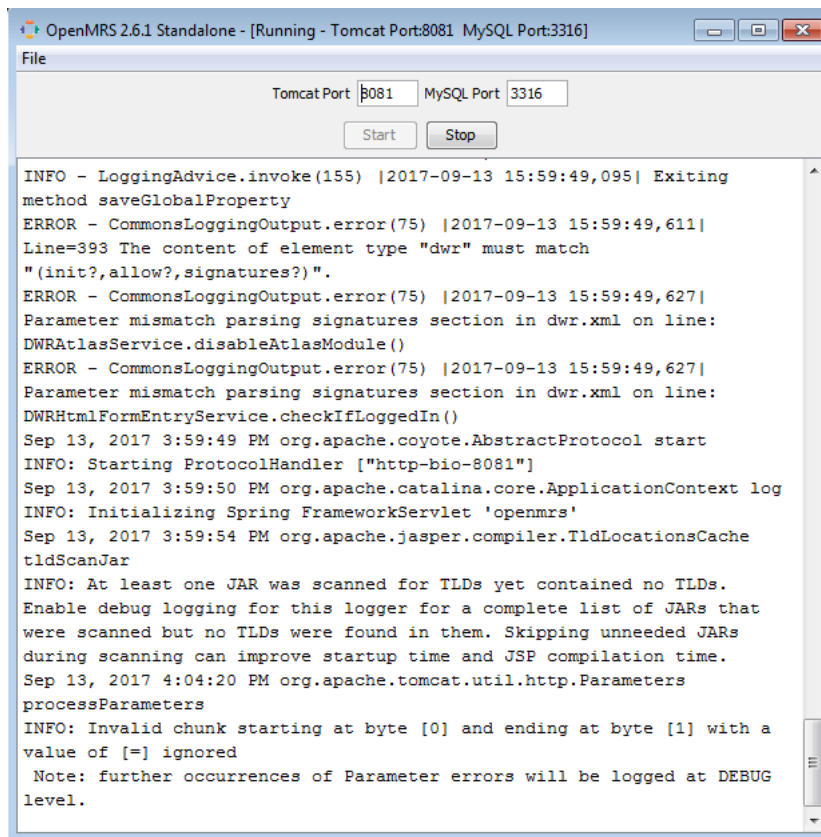 OpenMRS 2.6.1 Standalone - [Running - Tomcat Port:8081  MySQL Port:3316]
File
Tomcat Port 8081 MySQL Port 3316
Start Stop
INFO - LoggingAdvice.invoke(155) |2017-09-13 15:59:49,095| Exiting
method saveGlobalProperty
ERROR - CommonsLoggingOutput.error(75) |2017-09-13 15:59:49,611|
Line=393 The content of element type "dwr" must match
"(init?,allow?,signatures?)".
ERROR - CommonsLoggingOutput.error(75) |2017-09-13 15:59:49,627|
Parameter mismatch parsing signatures section in dwr.xml on line:
DWRAtlasService.disableAtlasModule()
ERROR - CommonsLoggingOutput.error(75) |2017-09-13 15:59:49,627|
Parameter mismatch parsing signatures section in dwr.xml on line:
DWRHtmlFormEntryService.checkIfLoggedIn()
Sep 13, 2017 3:59:49 PM org.apache.coyote.AbstractProtocol start
INFO: Starting ProtocolHandler ["http-bio-8081"]
Sep 13, 2017 3:59:50 PM org.apache.catalina.core.ApplicationContext log
INFO: Initializing Spring FrameworkServlet 'openmrs'
Sep 13, 2017 3:59:54 PM org.apache.jasper.compiler.TldLocationsCache
tldScanJar
INFO: At least one JAR was scanned for TLDs yet contained no TLDs.
Enable debug logging for this logger for a complete list of JARs that
were scanned but no TLDs were found in them. Skipping unneeded JARs
during scanning can improve startup time and JSP compilation time.
Sep 13, 2017 4:04:20 PM org.apache.tomcat.util.http.Parameters
processParameters
INFO: Invalid chunk starting at byte [0] and ending at byte [1] with a
value of [=] ignored
 Note: further occurrences of Parameter errors will be logged at DEBUG
level.